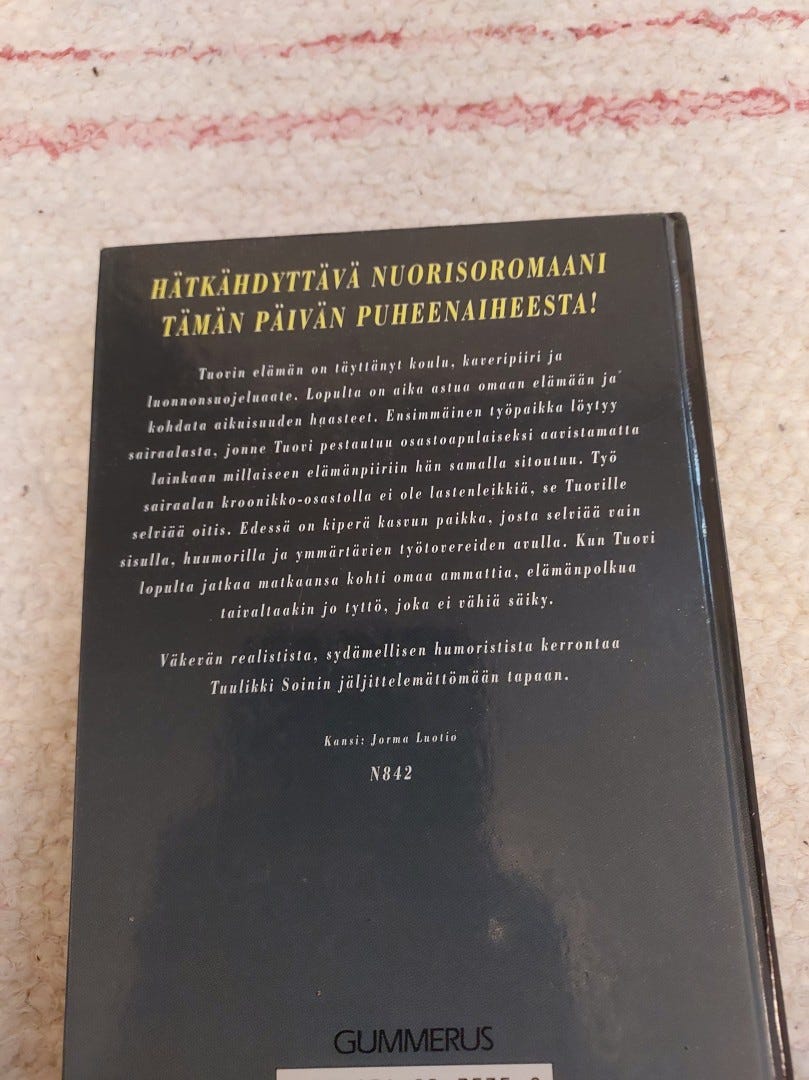 HÄTKÄHDYTTÄVÄ NUORISOROMAANI
TÄMÄN PÄIVÄN PUHEENAIHEESTA!
Tuovin elämän on täyttänyt koulu, kaveripiiri ja
luonnonsuojeluaate. Lopulta on aika astua omaan elämään ja
kohdata aikuisuuden haasteet. Ensimmäinen työpaikka löytyy
sairaalasta, jonne Tuovi pestautuu osastoapulaiseksi aavistamatta
lainkaan millaiseen elämänpiiriin hän samalla sitoutuu. Työ
sairaalan kroonikko-osastolla ei ole lastenleikkiä, se Tuoville
selviää oitis. Edessä on kiperä kasvun paikka, josta selviää vain
sisulla, huumorilla ja ymmärtävien työtovereiden avulla. Kun Tuovi
lopulta jatkaa matkaansa kohti omaa ammattia, elämänpolkua
taivaltaakin jo tyttö, joka ei vähiä säiky.
Väkevän realistista, sydämellisen humoristista kerrontaa
Tuulikki Soinin jäljittelemättömään tapaan.
Kansi: Jorma Luotio
N842
GUMMERUS